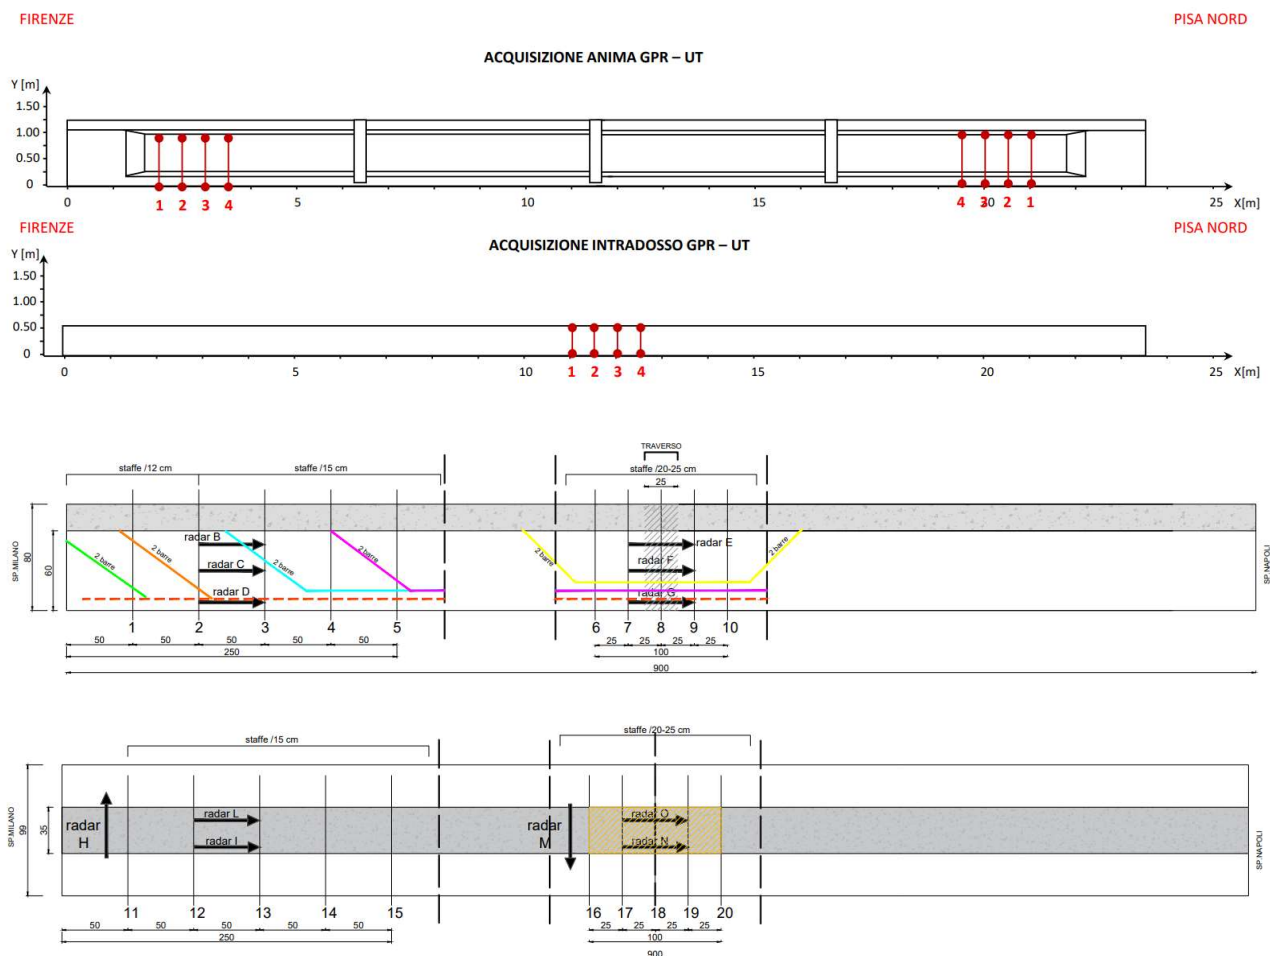 FIRENZE PISA NORD
ACQUISIZIONE ANIMA GPR – UT
Y [m]
1.50
1.00
0.50
0
0 5 10 15 20 25 X[m]
1 2 3 4 4 3 2 1
FIRENZE PISA NORD
ACQUISIZIONE INTRADOSSO GPR – UT
Y [m]
1.50
1.00
0.50
0
0 5 10 15 20 25 X[m]
1 2 3 4
TRAVERSO
staffe /12 cm staffe /15 cm staffe /20-25 cm
25
SP.MILANO 80 60 SP.NAPOLI
2 barre 2 barre 2 barre 2 barre 2 barre
radar B radar E
radar C radar F
radar D radar G
1 2 3 4 5 6 7 8 9 10
50 50 50 50 50 25 25 25 25
250 100
900
staffe /15 cm staffe /20-25 cm
SP.MILANO 99 35 SP.NAPOLI
radar H radar L radar M radar O
radar I radar N
11 12 13 14 15 16 17 18 19 20
50 50 50 50 50 25 25 25 25
250 100
900